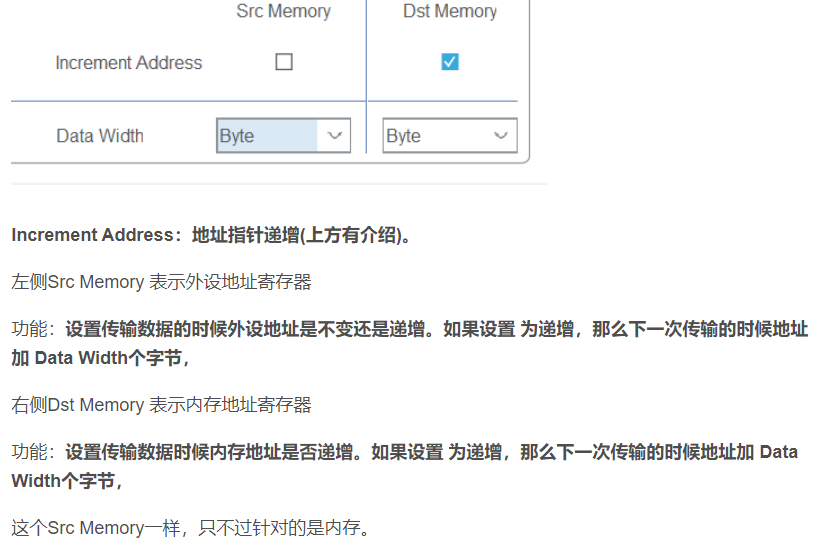 Src Memory Dst Memory
Increment Address
Data Width Byte Byte
Increment Address：地址指针递增(上方有介绍)。
左侧Src Memory 表示外设地址寄存器
功能：设置传输数据的时候外设地址是不变还是递增。如果设置 为递增，那么下一次传输的时候地址
加 Data Width个字节，
右侧Dst Memory 表示内存地址寄存器
功能：设置传输数据时候内存地址是否递增。如果设置 为递增，那么下一次传输的时候地址加 Data
Width个字节，
这个Src Memory一样，只不过针对的是内存。